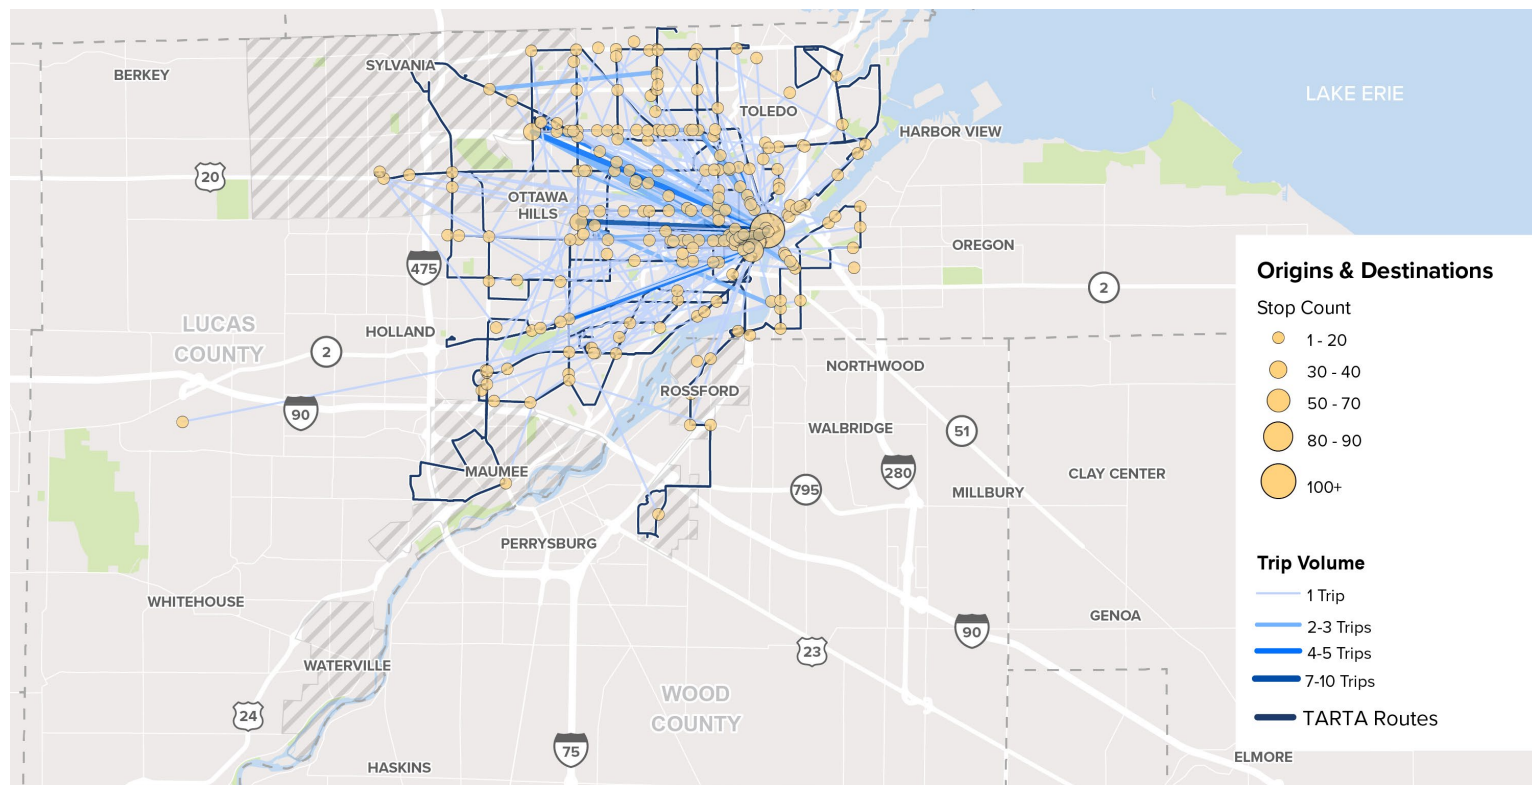 SYLVANIA
BERKEY
LAKE ERIE
TOLEDO
HARBOR VIEW
20
OTTAWA
HILLS
OREGON
475
Origins & Destinations
2
Stop Count
LUCAS
COUNTY
HOLLAND
1 - 20
2
NORTHWOOD
30 - 40
ROSSFORD
50 - 70
90
WALBRIDGE
51
80 - 90
MAUMEE
280
CLAY CENTER
795
MILLBURY
100+
PERRYSBURG
Trip Volume
WHITEHOUSE
1 Trip
GENOA
2-3 Trips
90
23
4-5 Trips
WATERVILLE
7-10 Trips
WOOD
COUNTY
24
TARTA Routes
75
ELMORE
HASKINS